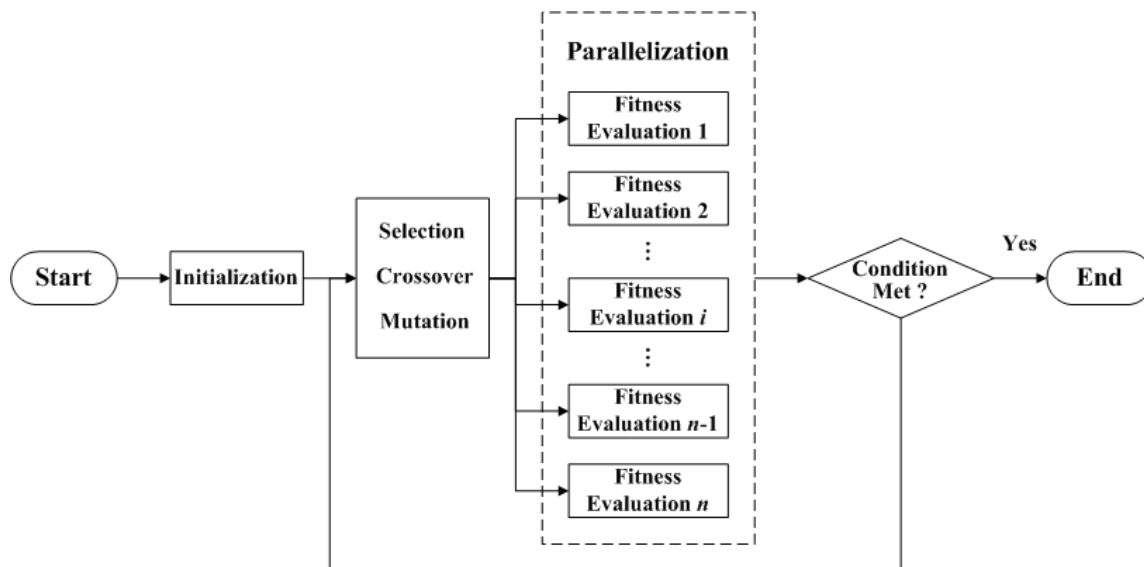 Parallelization
Fitness
Evaluation 1
Fitness
Evaluation 2
Selection
Crossover
Mutation
Start
Initialization
⋮
Fitness
Evaluation i
⋮
Fitness
Evaluation n-1
Fitness
Evaluation n
Condition
Met ?
Yes
End